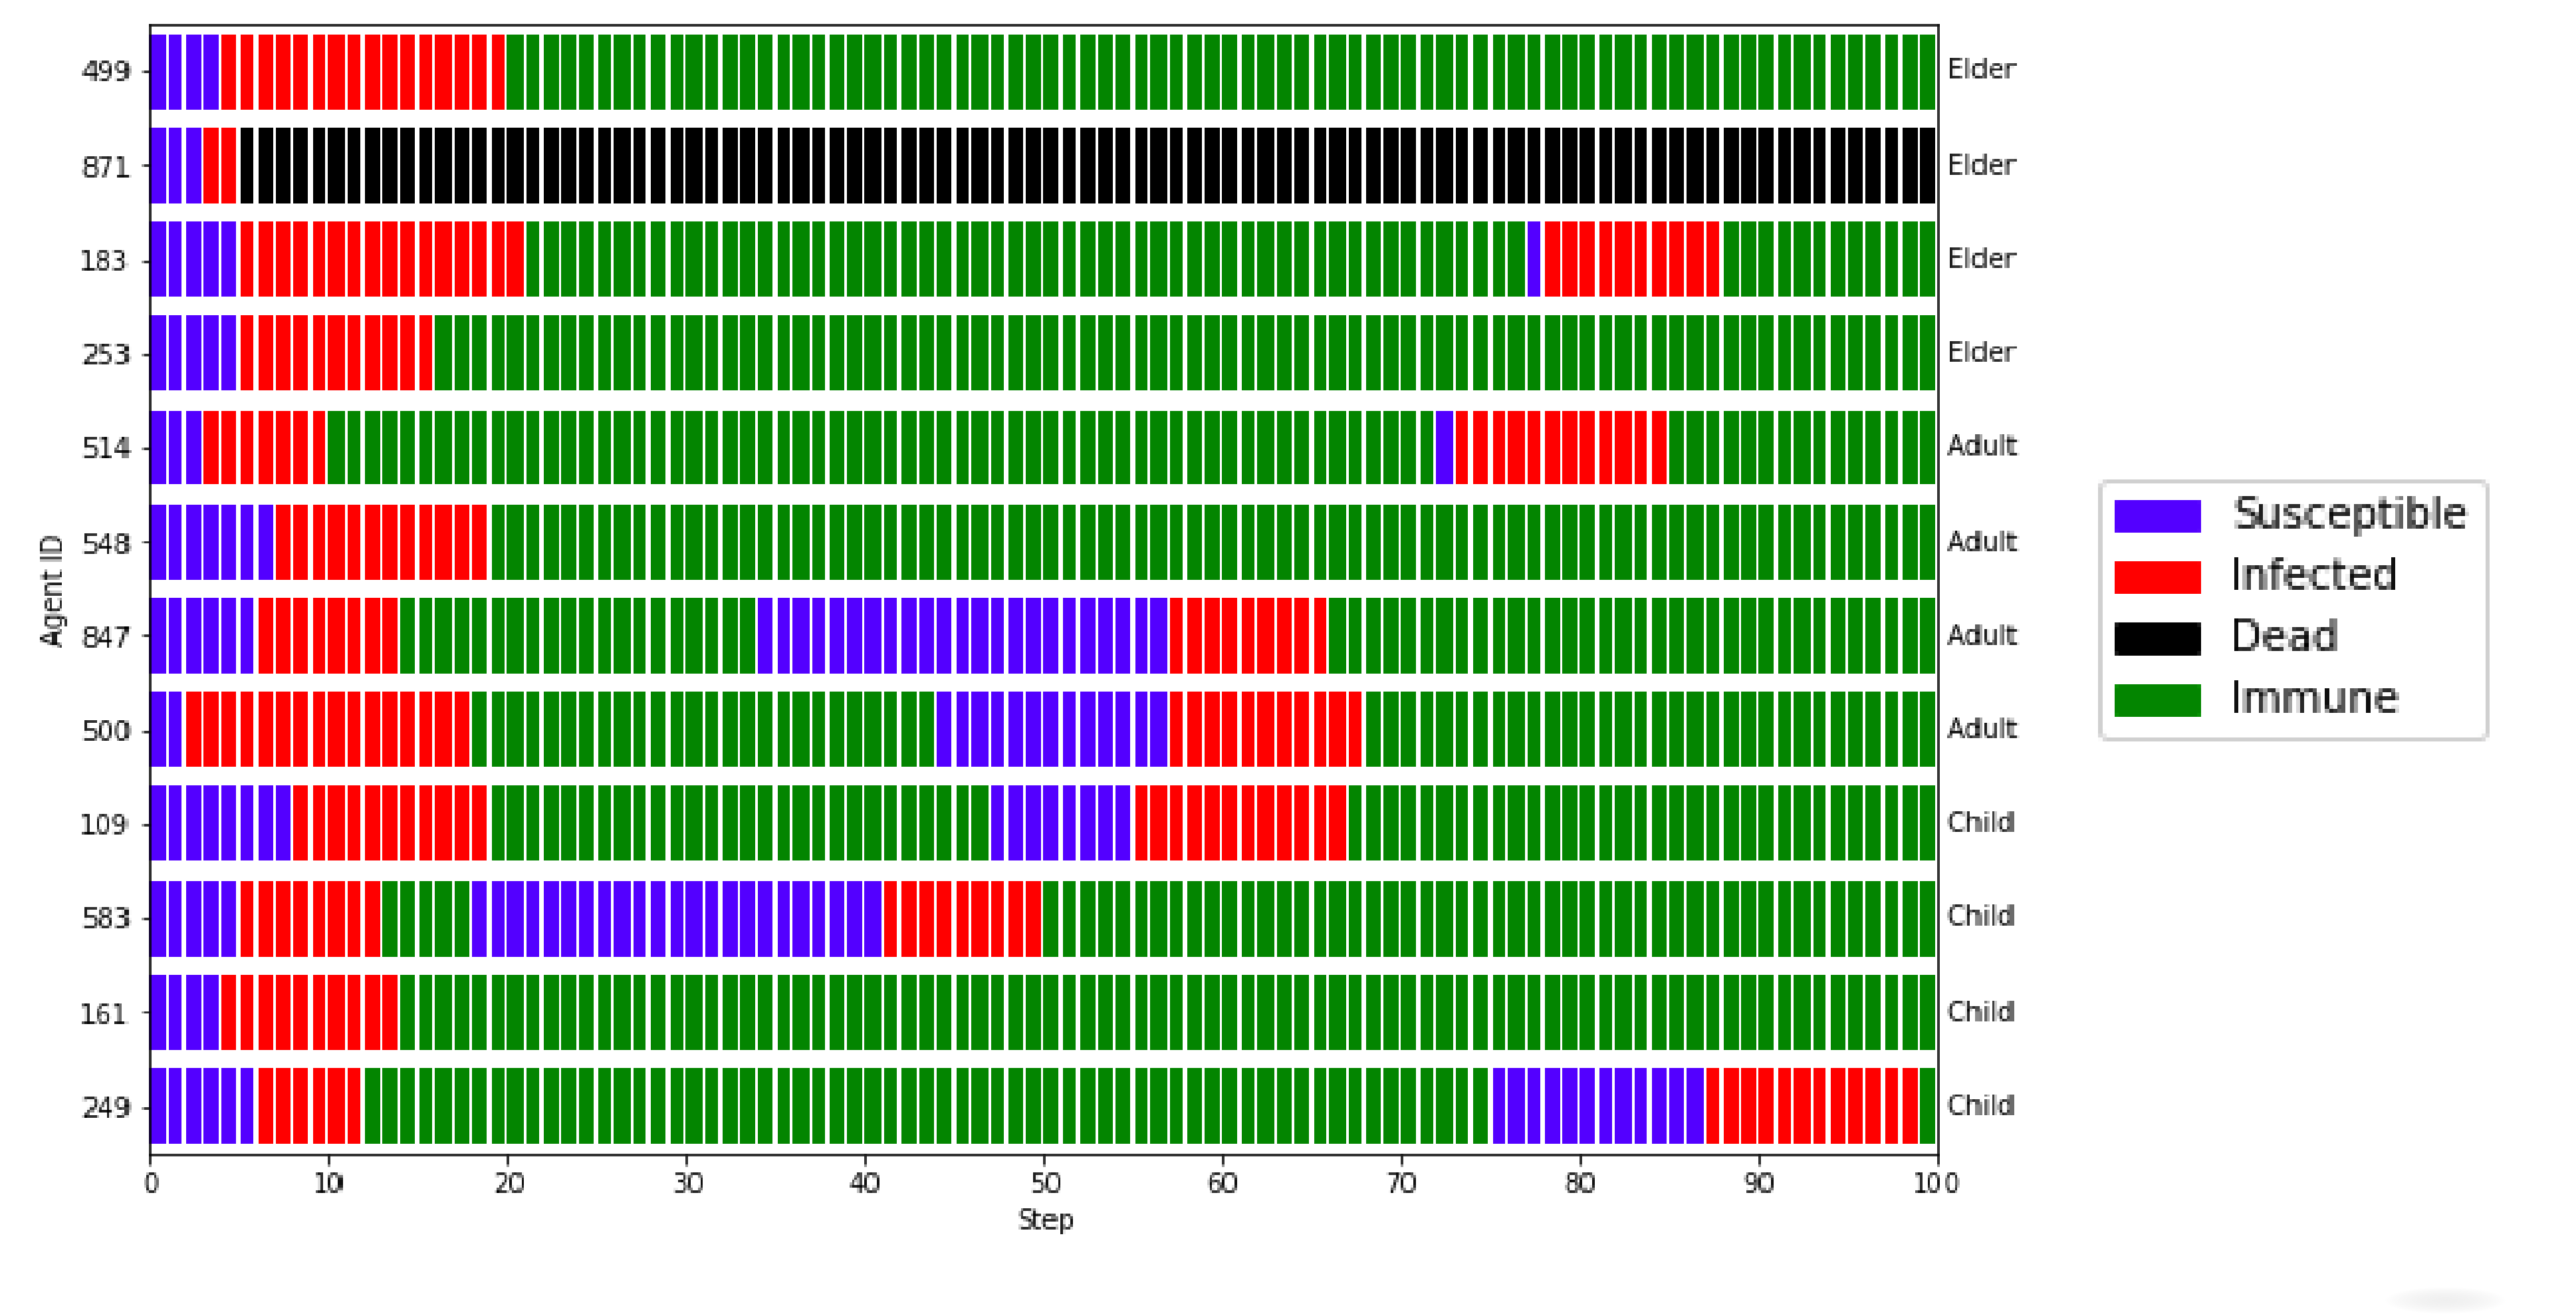 499 Elder
871 Elder
183 Elder
253 Elder
514 Adult
548 Adult
847 Adult
500 Adult
109 Child
583 Child
161 Child
249 Child
Agent ID
0 10 20 30 40 50 60 70 80 90 100
Step
Susceptible
Infected
Dead
Immune